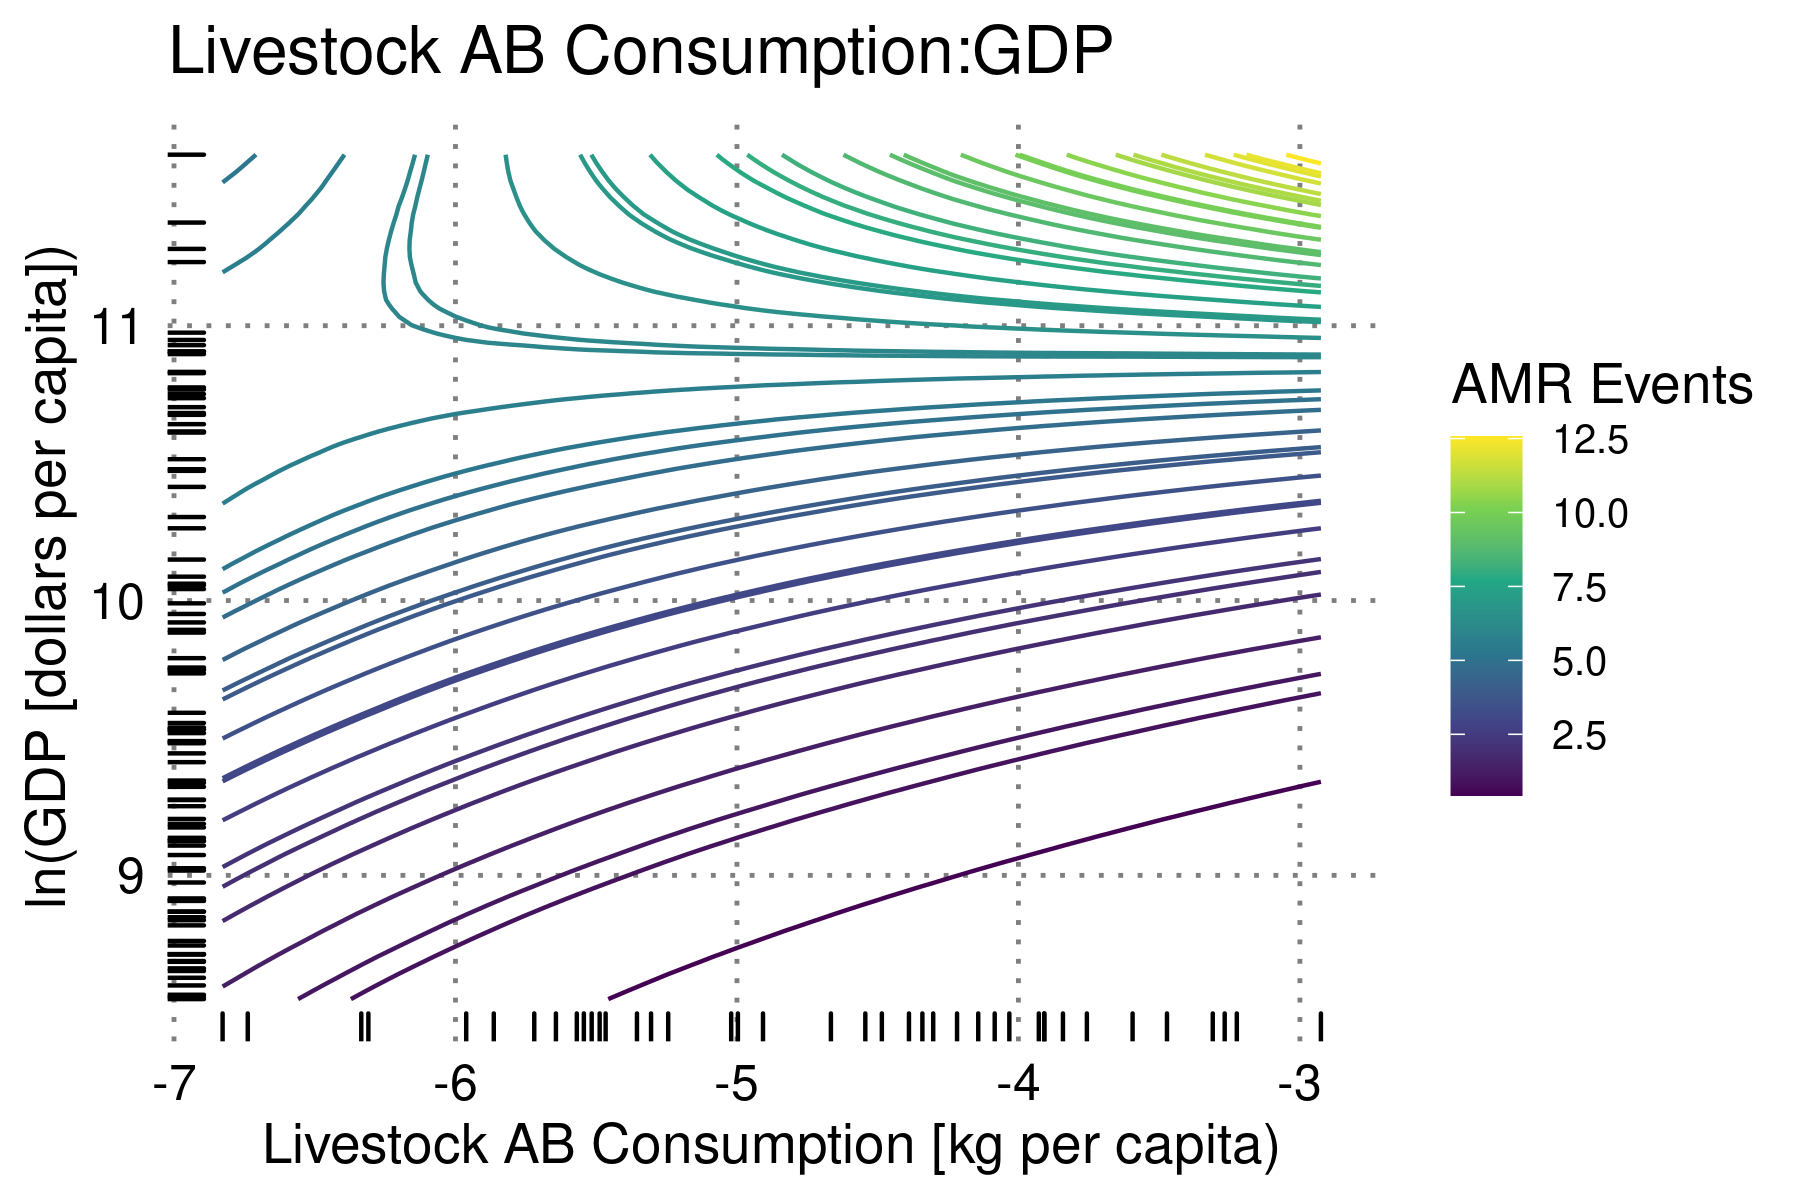 Livestock AB Consumption:GDP
ln(GDP [dollars per capita])
11
10
9
-7 -6 -5 -4 -3
Livestock AB Consumption [kg per capita)
AMR Events
12.5
10.0
7.5
5.0
2.5